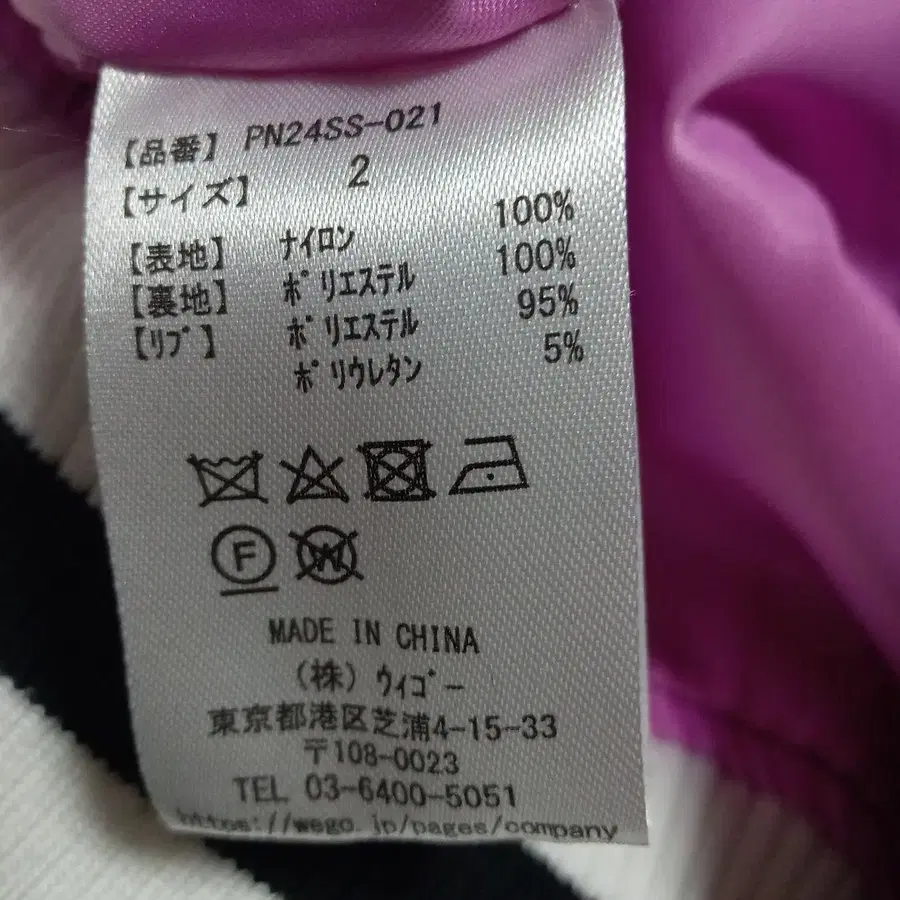 【品番】 PN24SS-021
【サイズ】 2
【表地】 ナイロン 100%
【裏地】 ポリエステル 100%
【リブ】 ポリエステル 95%
ポリウレタン 5%
F W
MADE IN CHINA
(株) ウィゴー
東京都港区芝浦4-15-33
〒108-0023
TEL 03-6400-5051
https://wego.jp/pages/company